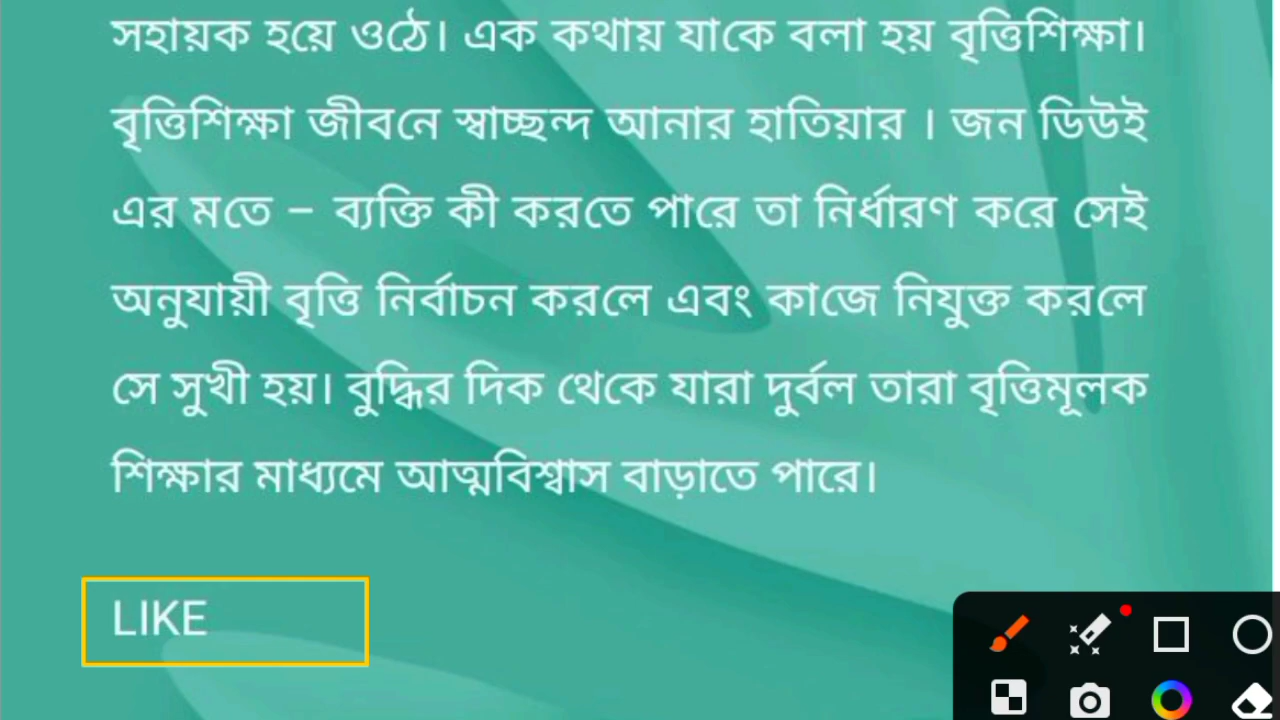 সহায়ক হয়ে ওঠে। এক কথায় যাকে বলা হয় বৃত্তিশিক্ষা।
বৃত্তিশিক্ষা জীবনে স্বাচ্ছন্দ আনার হাতিয়ার । জন ডিউই
এর মতে – ব্যক্তি কী করতে পারে তা নির্ধারণ করে সেই
অনুযায়ী বৃত্তি নির্বাচন করলে এবং কাজে নিযুক্ত করলে
সে সুখী হয়। বুদ্ধির দিক থেকে যারা দুর্বল তারা বৃত্তিমূলক
শিক্ষার মাধ্যমে আত্মবিশ্বাস বাড়াতে পারে।
LIKE